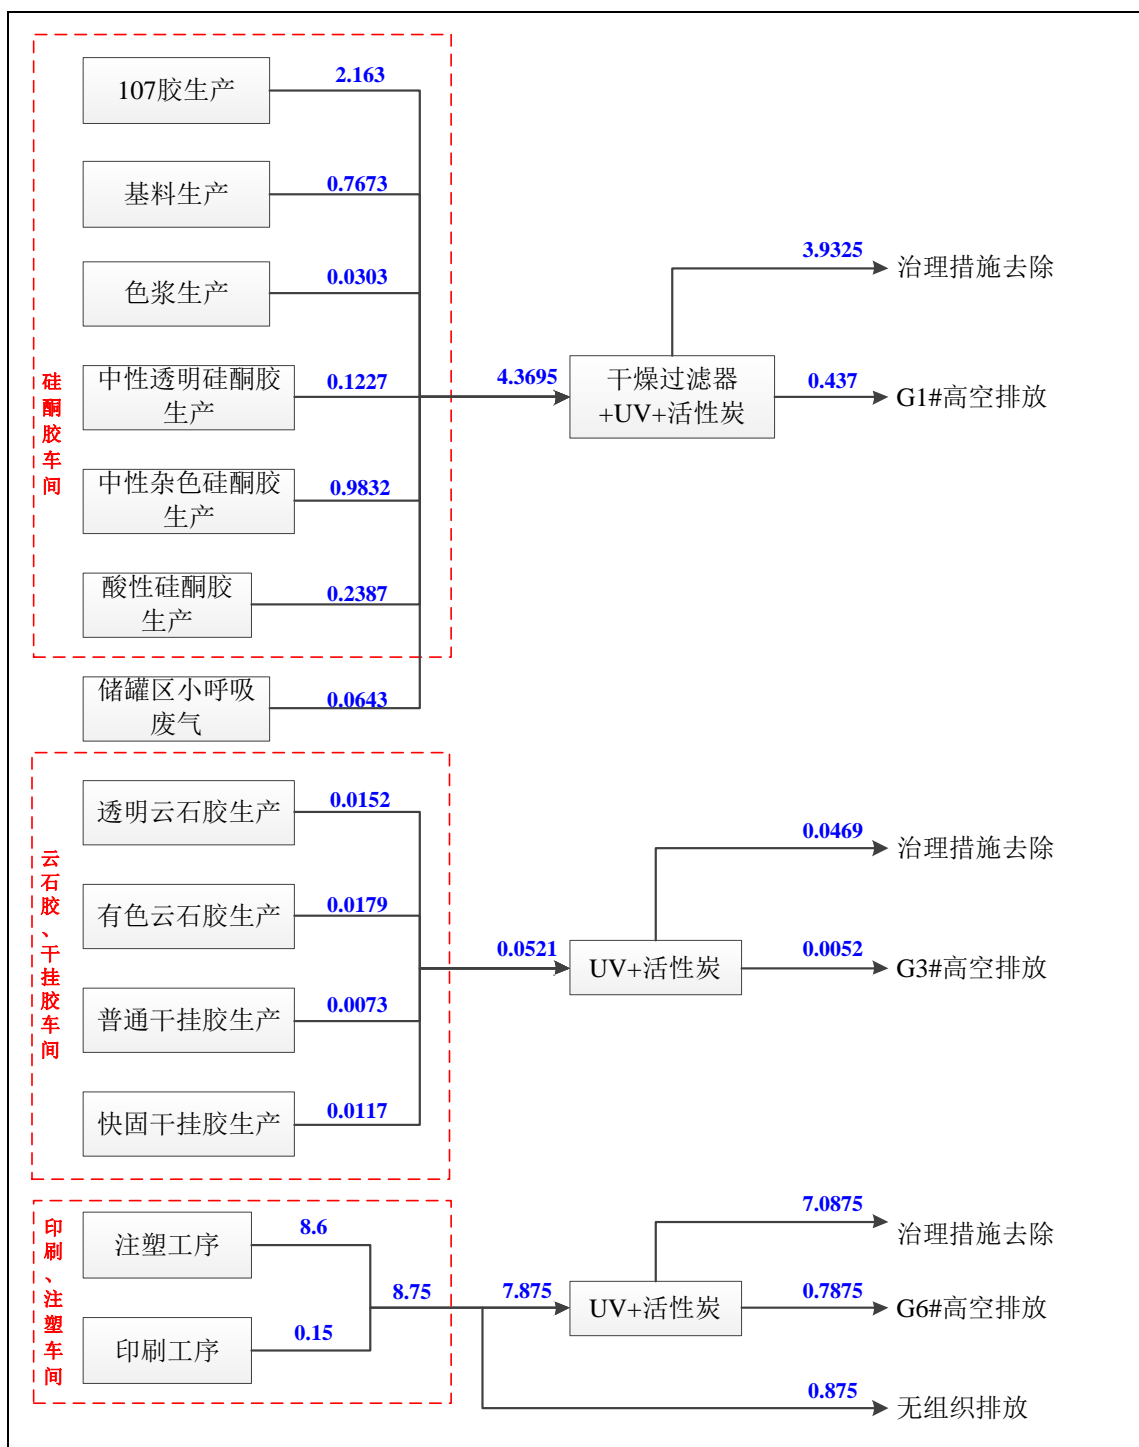 硅酮胶车间
107胶生产
2.163
基料生产
0.7673
色浆生产
0.0303
中性透明硅酮胶
生产
0.1227
中性杂色硅酮胶
生产
0.9832
酸性硅酮胶
生产
0.2387
储罐区小呼吸
废气
0.0643
4.3695
干燥过滤器
+UV+活性炭
3.9325
治理措施去除
0.437
G1#高空排放
云石胶、干挂胶车间
透明云石胶生产
0.0152
有色云石胶生产
0.0179
普通干挂胶生产
0.0073
快固干挂胶生产
0.0117
0.0521
UV+活性炭
0.0469
治理措施去除
0.0052
G3#高空排放
印刷、注塑车间
注塑工序
8.6
印刷工序
0.15
8.75
7.875
UV+活性炭
7.0875
治理措施去除
0.7875
G6#高空排放
0.875
无组织排放